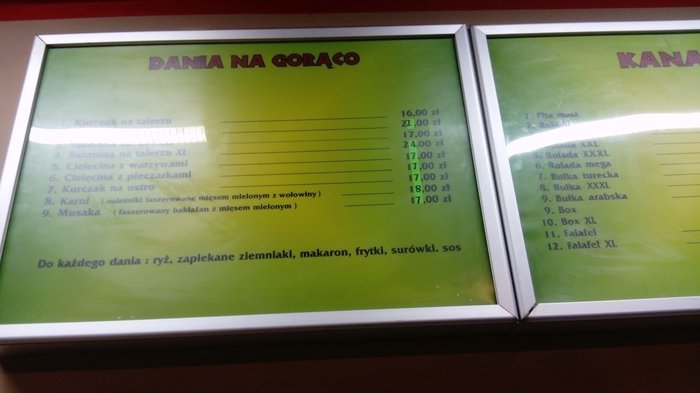 DANIA NA GORĄCO
1. Kurczak na talerzu 16,00 zł
22,00 zł
17.00 zł
4. Baranina na talerzu XL 24,00 zł
5. Cielęcina z warzywami 17,00 zł
6. Cielęcina z pieczarkami 17,00 zł
7. Kurczak na ostro 17,00 zł
8. Karni ( naleśniki faszerowane mięsem mielonym z wołowiny ) 18,00 zł
9. Musaka ( faszerowany bakłażan z mięsem mielonym ) 17,00 zł
Do każdego dania : ryż, zapiekane ziemniaki, makaron, frytki, surówki. sos
KANA
1. Pita mała
2. Rolada
XXL
5. Rolada XXXL
6. Rolada mega
7. Bułka turecka
8. Bułka XXXL
9. Bułka arabska
9. Box
10. Box XL
11. Falafel
12. Falafel XL